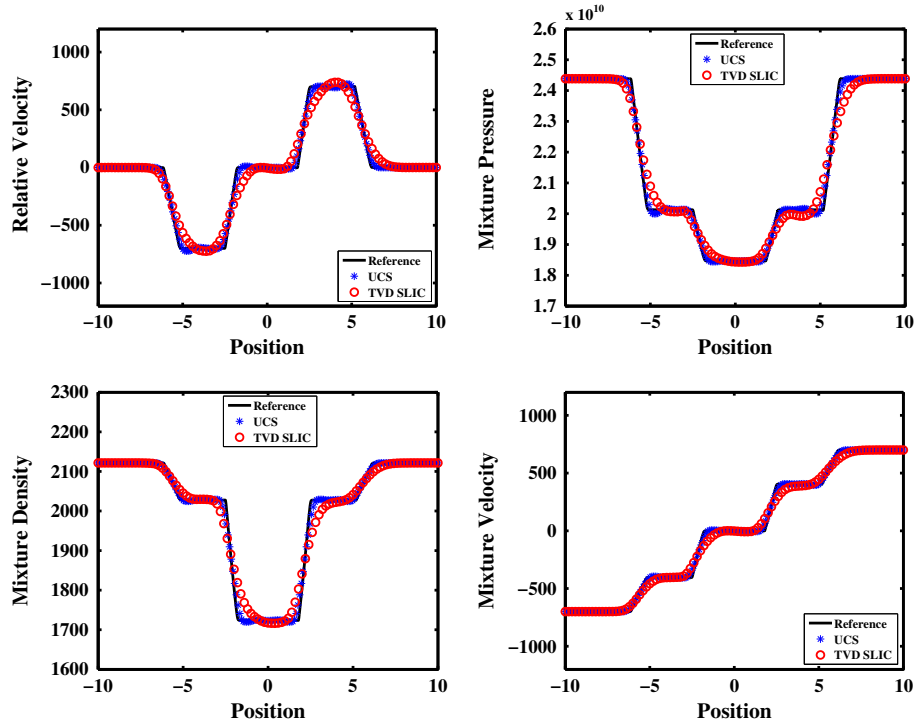 1000
500
0
−500
−1000
Relative Velocity
Reference
UCS
TVD SLIC
−10 −5 0 5 10
Position
x 10^10
2.6
2.5
2.4
2.3
2.2
2.1
2
1.9
1.8
1.7
Mixture Pressure
Reference
UCS
TVD SLIC
−10 −5 0 5 10
Position
2300
2200
2100
2000
1900
1800
1700
1600
Mixture Density
Reference
UCS
TVD SLIC
−10 −5 0 5 10
Position
1000
500
0
−500
−1000
Mixture Velocity
Reference
UCS
TVD SLIC
−10 −5 0 5 10
Position